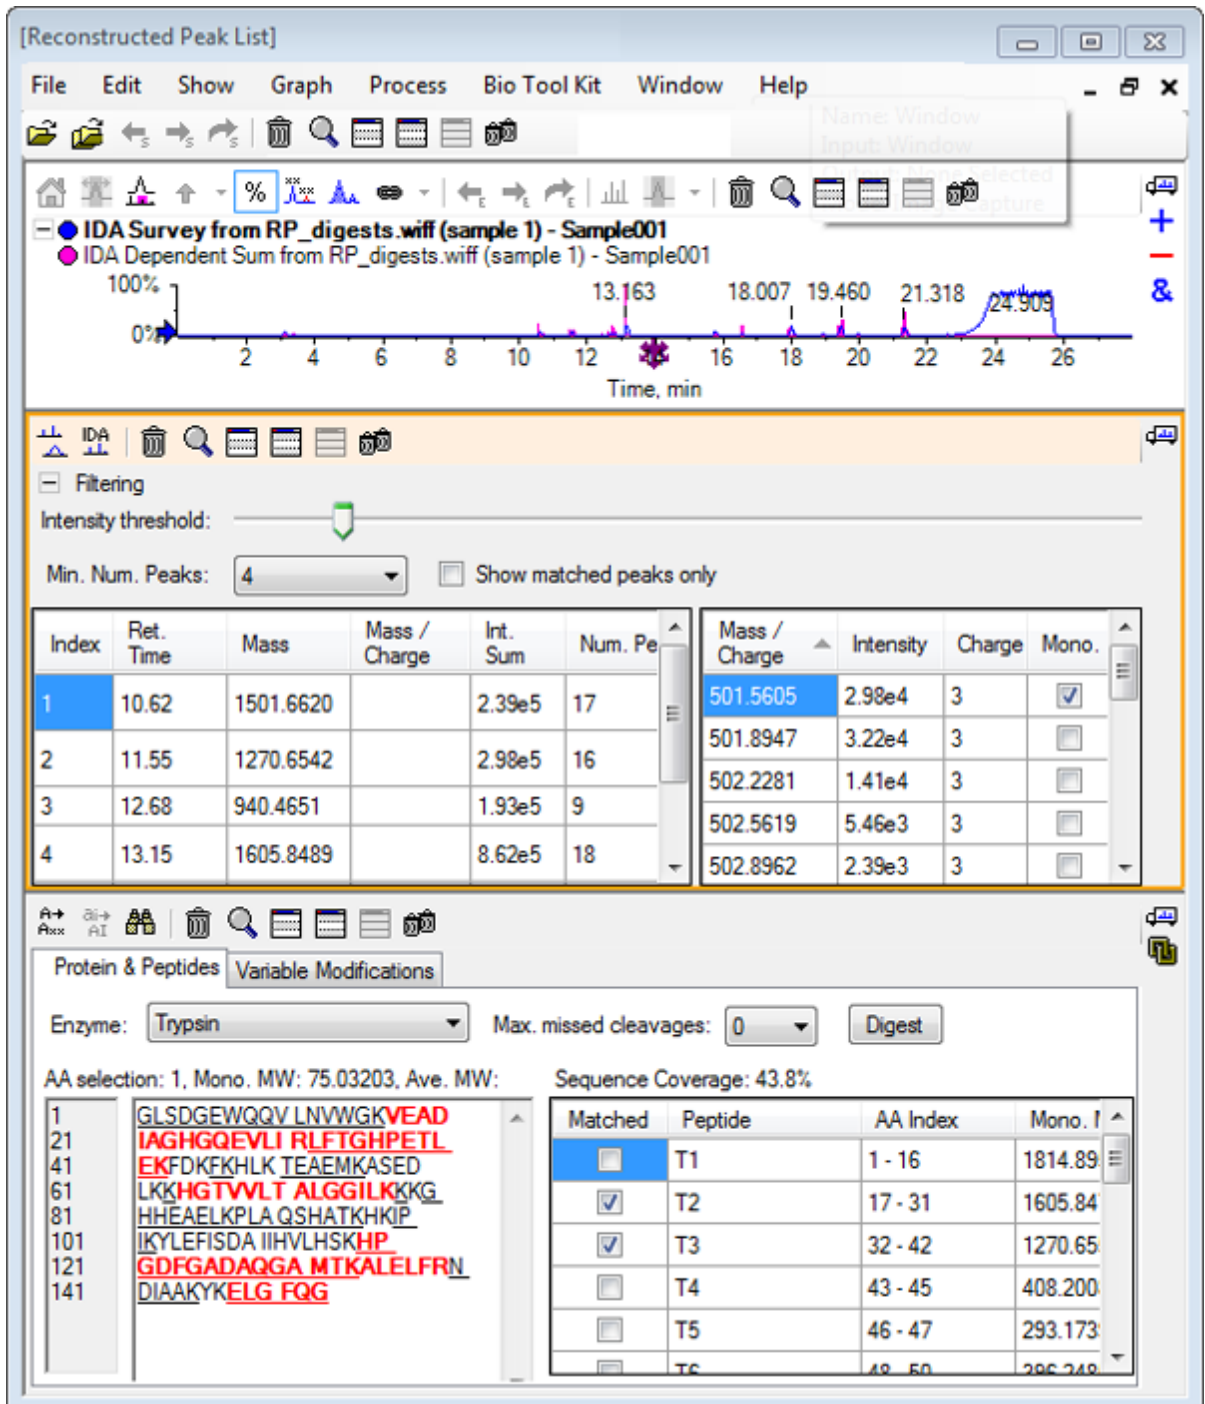 [Reconstructed Peak List]
File Edit Show Graph Process Bio Tool Kit Window Help
Name: Window
Input: Window
Output: None Selected
% 
IDA Survey from RP_digests.wiff (sample 1) - Sample001
IDA Dependent Sum from RP_digests.wiff (sample 1) - Sample001
100% 13.163 18.007 19.460 21.318 24.909
0%
2 4 6 8 10 12 16 18 20 22 24 26
Time, min
&
IDA
Filtering
Intensity threshold:
Min. Num. Peaks: 4 Show matched peaks only
Index Ret. Time Mass Mass / Charge Int. Sum Num. Pe
1 10.62 1501.6620 2.39e5 17
2 11.55 1270.6542 2.98e5 16
3 12.68 940.4651 1.93e5 9
4 13.15 1605.8489 8.62e5 18
Mass / Charge Intensity Charge Mono.
501.5605 2.98e4 3
501.8947 3.22e4 3
502.2281 1.41e4 3
502.5619 5.46e3 3
502.8962 2.39e3 3
Protein & Peptides Variable Modifications
Enzyme: Trypsin Max. missed cleavages: 0 Digest
AA selection: 1, Mono. MW: 75.03203, Ave. MW:
1 GLSDGEWQQV LNVWGKVEAD
21 IAGHGQEVLI RLFTGHPETL
41 EKFDKFKHLK TEAEMKASED
61 LKKHGTVVLT ALGGILKKKG
81 HHEAELKPLA QSHATKHKIP
101 IKYLEFISDA IIHVLHSKHP
121 GDFGADAQGA MTKALELFRN
141 DIAAKYKELG FQG
Sequence Coverage: 43.8%
Matched Peptide AA Index Mono.
T1 1 - 16 1814.89
T2 17 - 31 1605.84
T3 32 - 42 1270.65
T4 43 - 45 408.200
T5 46 - 47 293.173